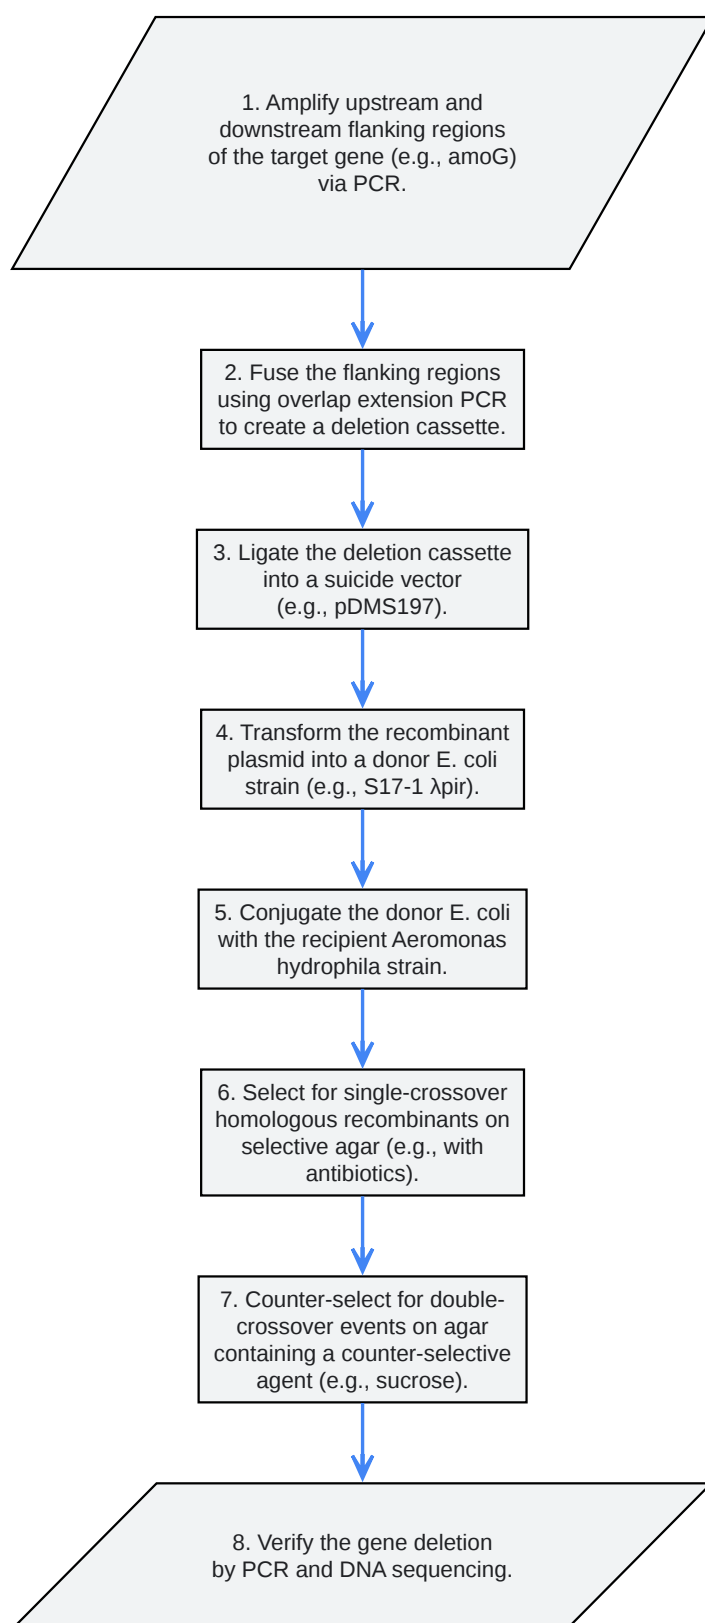 1. Amplify upstream and
downstream flanking regions
of the target gene (e.g., amoG)
via PCR.
2. Fuse the flanking regions
using overlap extension PCR
to create a deletion cassette.
3. Ligate the deletion cassette
into a suicide vector
(e.g., pDMS197).
4. Transform the recombinant
plasmid into a donor E. coli
strain (e.g., S17-1 λpir).
5. Conjugate the donor E. coli
with the recipient Aeromonas
hydrophila strain.
6. Select for single-crossover
homologous recombinants on
selective agar (e.g., with
antibiotics).
7. Counter-select for double-
crossover events on agar
containing a counter-selective
agent (e.g., sucrose).
8. Verify the gene deletion
by PCR and DNA sequencing.